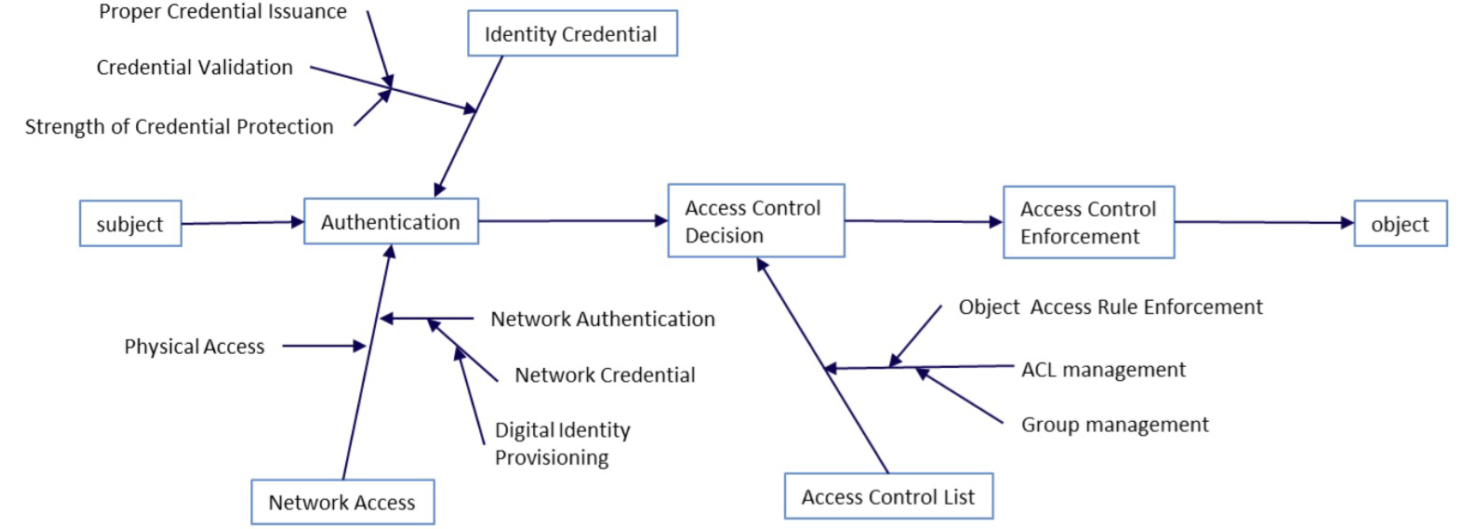 Proper Credential Issuance
Identity Credential
Credential Validation
Strength of Credential Protection
subject
Authentication
Access Control
Decision
Access Control
Enforcement
object
Network Authentication
Physical Access
Network Credential
Digital Identity
Provisioning
Network Access
Object Access Rule Enforcement
ACL management
Group management
Access Control List